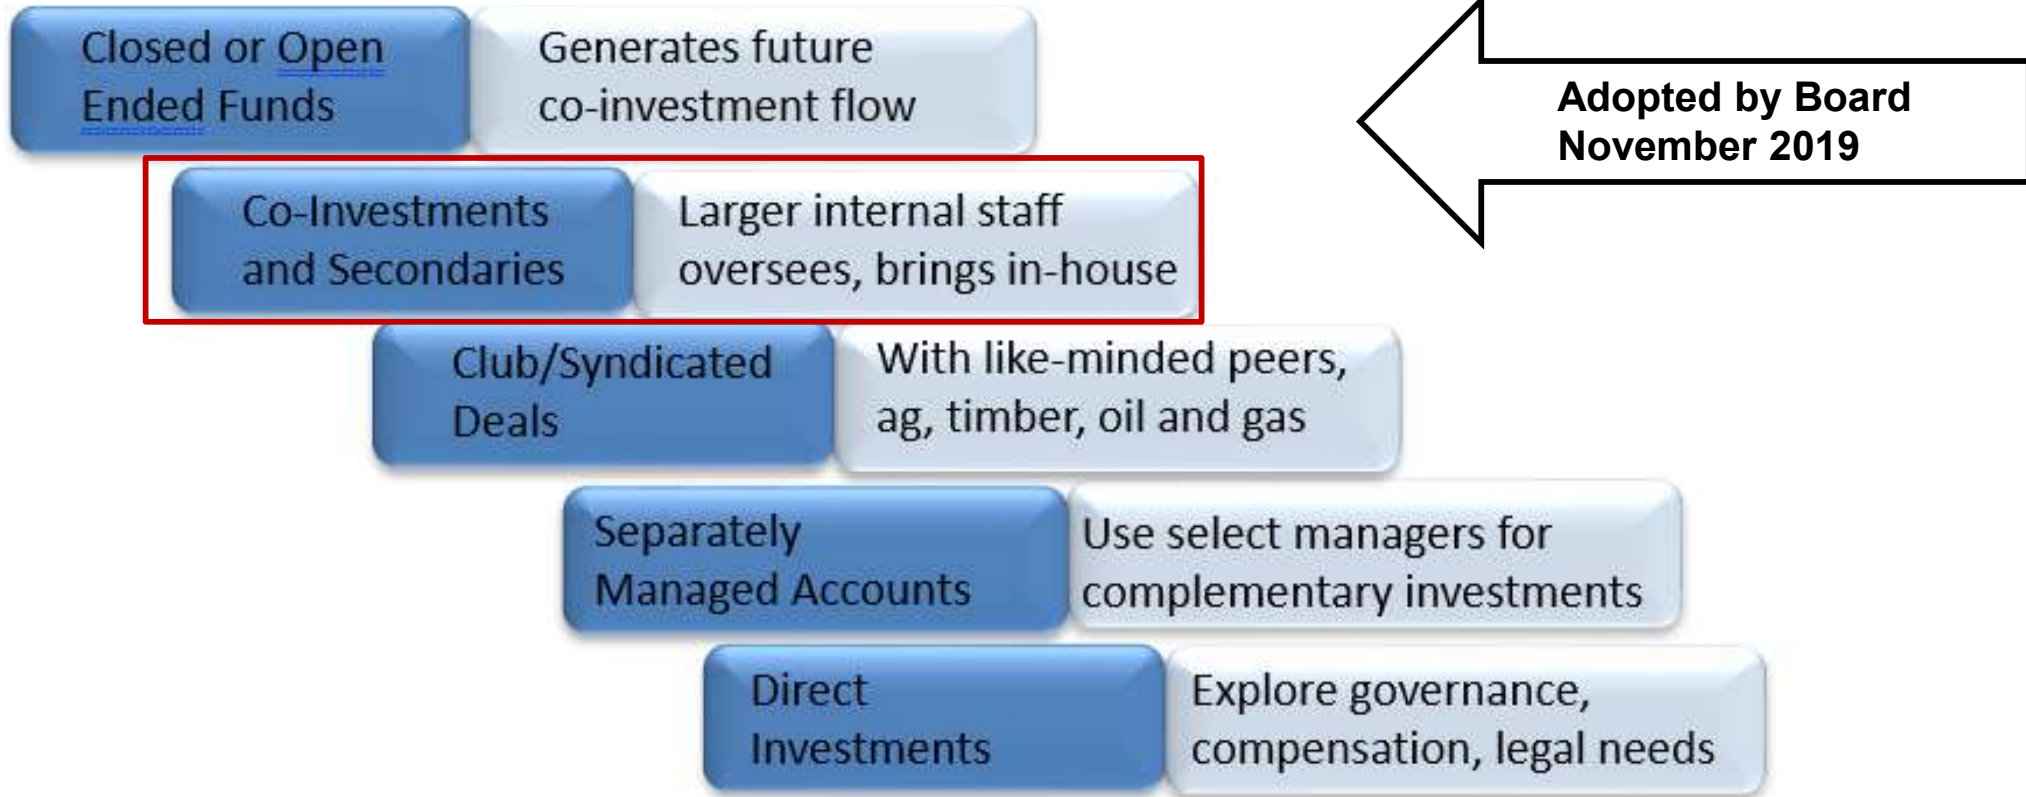 Closed or Open
Ended Funds
Generates future
co-investment flow
Adopted by Board
November 2019
Co-Investments
and Secondaries
Larger internal staff
oversees, brings in-house
Club/Syndicated
Deals
With like-minded peers,
ag, timber, oil and gas
Separately
Managed Accounts
Use select managers for
complementary investments
Direct
Investments
Explore governance,
compensation, legal needs